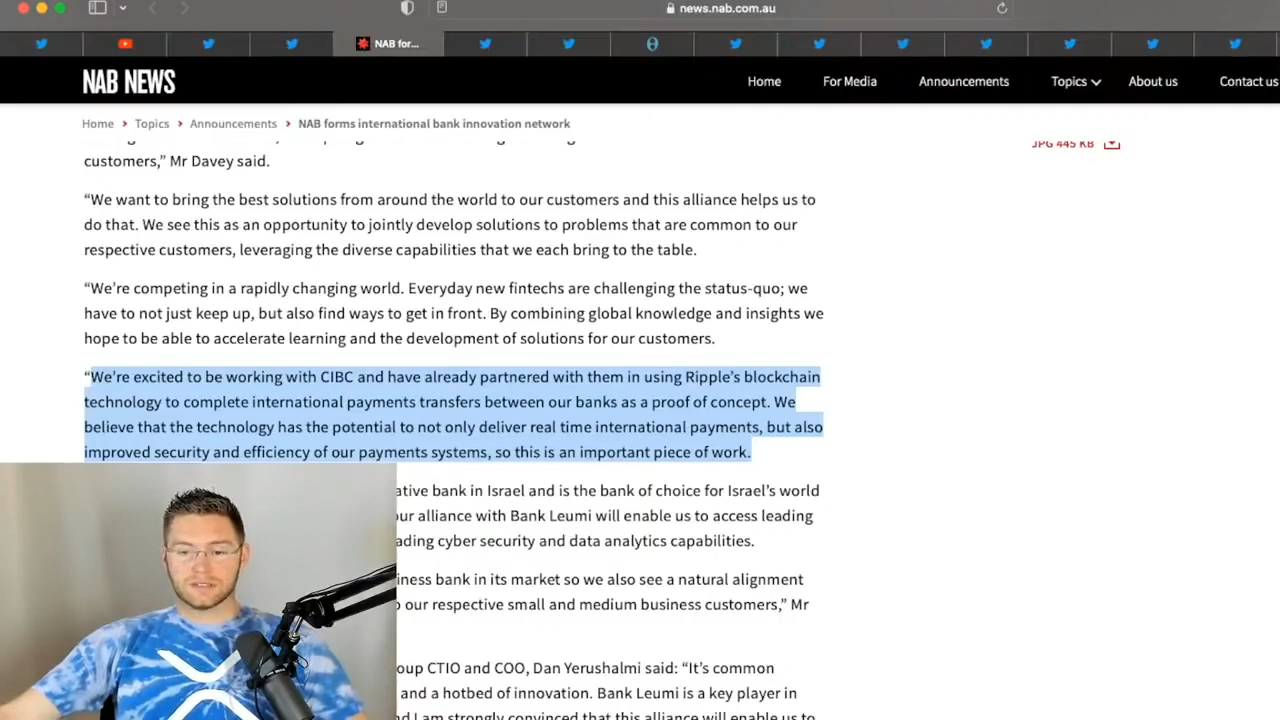 news.nab.com.au
NAB for...
NAB NEWS
Home
For Media
Announcements
Topics
About us
Contact us
Home > Topics > Announcements > NAB forms international bank innovation network
JPG 445 KB
customers,” Mr Davey said.
“We want to bring the best solutions from around the world to our customers and this alliance helps us to
do that. We see this as an opportunity to jointly develop solutions to problems that are common to our
respective customers, leveraging the diverse capabilities that we each bring to the table.
“We’re competing in a rapidly changing world. Everyday new fintechs are challenging the status-quo; we
have to not just keep up, but also find ways to get in front. By combining global knowledge and insights we
hope to be able to accelerate learning and the development of solutions for our customers.
“We’re excited to be working with CIBC and have already partnered with them in using Ripple’s blockchain
technology to complete international payments transfers between our banks as a proof of concept. We
believe that the technology has the potential to not only deliver real time international payments, but also
improved security and efficiency of our payments systems, so this is an important piece of work.
ative bank in Israel and is the bank of choice for Israel’s world
our alliance with Bank Leumi will enable us to access leading
ading cyber security and data analytics capabilities.
iness bank in its market so we also see a natural alignment
o our respective small and medium business customers,” Mr
oup CTIO and COO, Dan Yerushalmi said: “It’s common
and a hotbed of innovation. Bank Leumi is a key player in
d I am strongly convinced that this alliance will enable us to